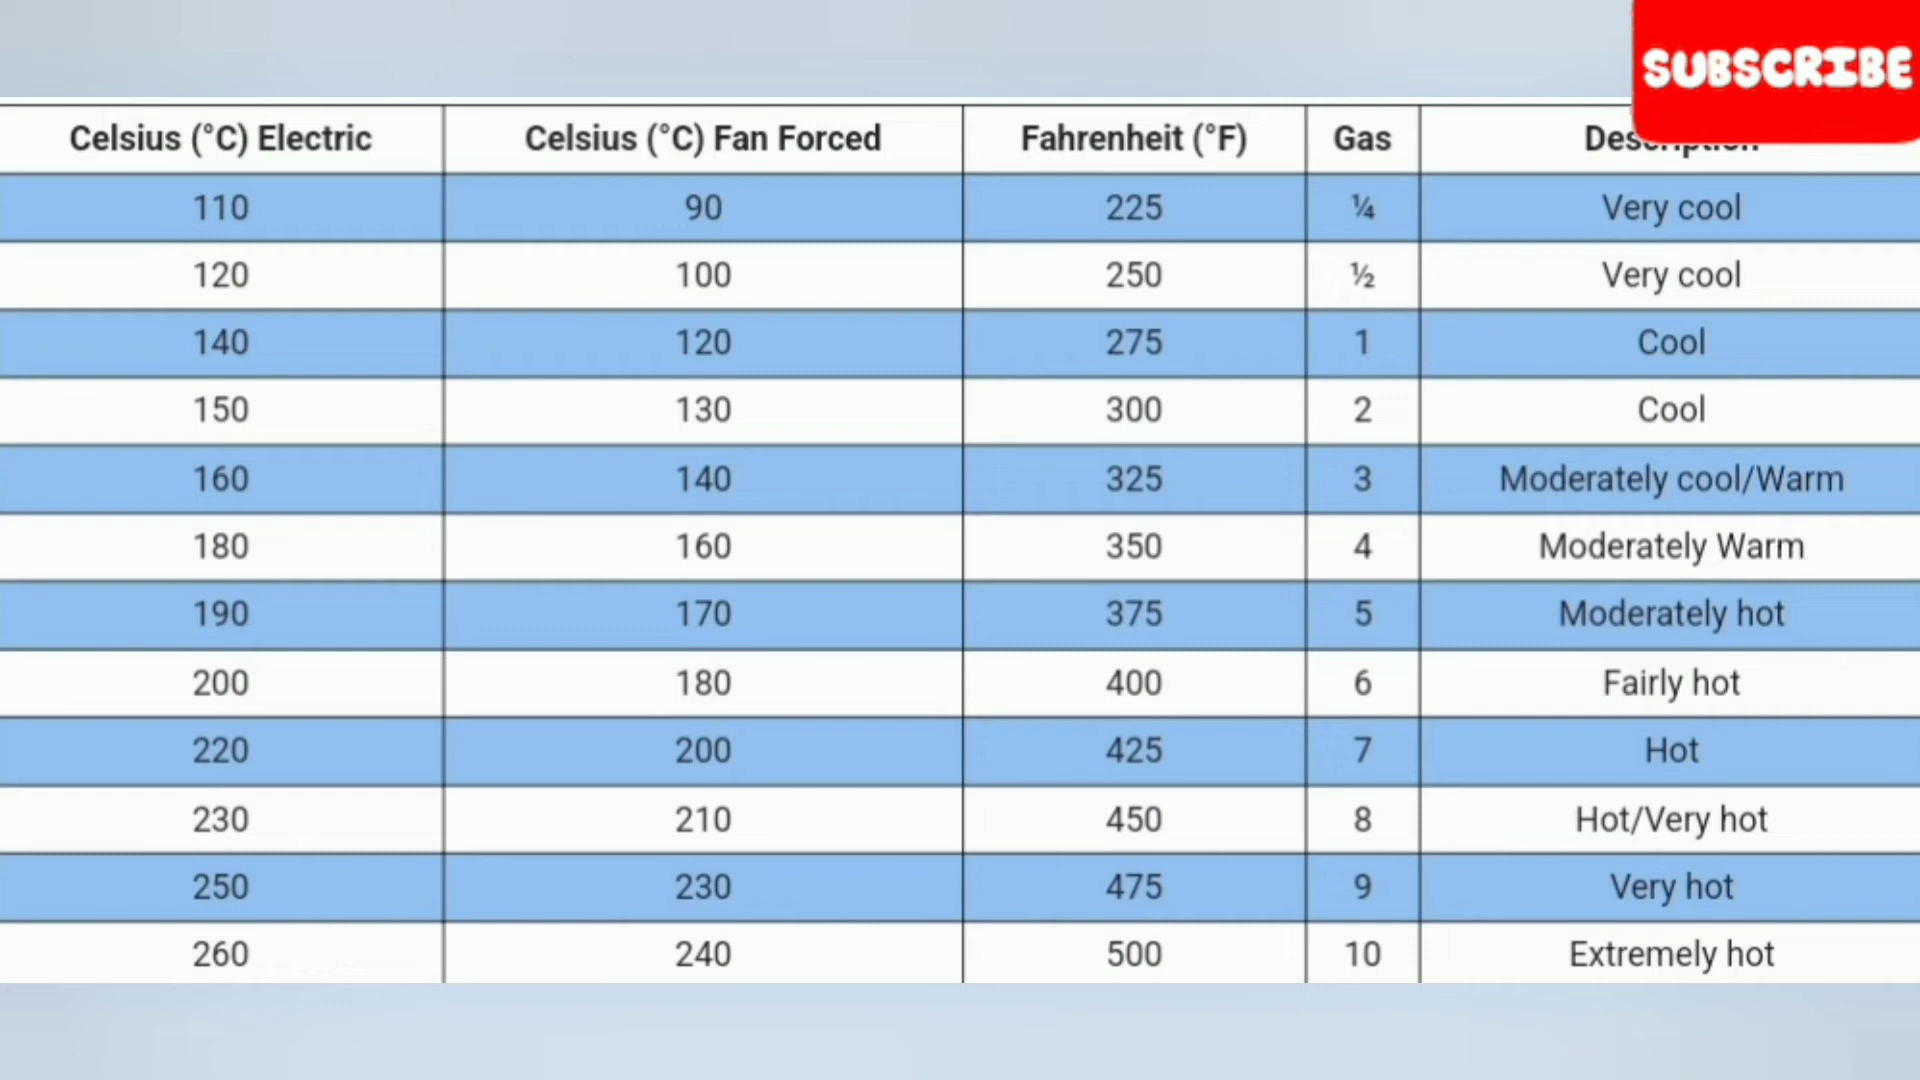 SUBSCRIBE
Celsius (°C) Electric Celsius (°C) Fan Forced Fahrenheit (°F) Gas Description
110 90 225 ¼ Very cool
120 100 250 ½ Very cool
140 120 275 1 Cool
150 130 300 2 Cool
160 140 325 3 Moderately cool/Warm
180 160 350 4 Moderately Warm
190 170 375 5 Moderately hot
200 180 400 6 Fairly hot
220 200 425 7 Hot
230 210 450 8 Hot/Very hot
250 230 475 9 Very hot
260 240 500 10 Extremely hot